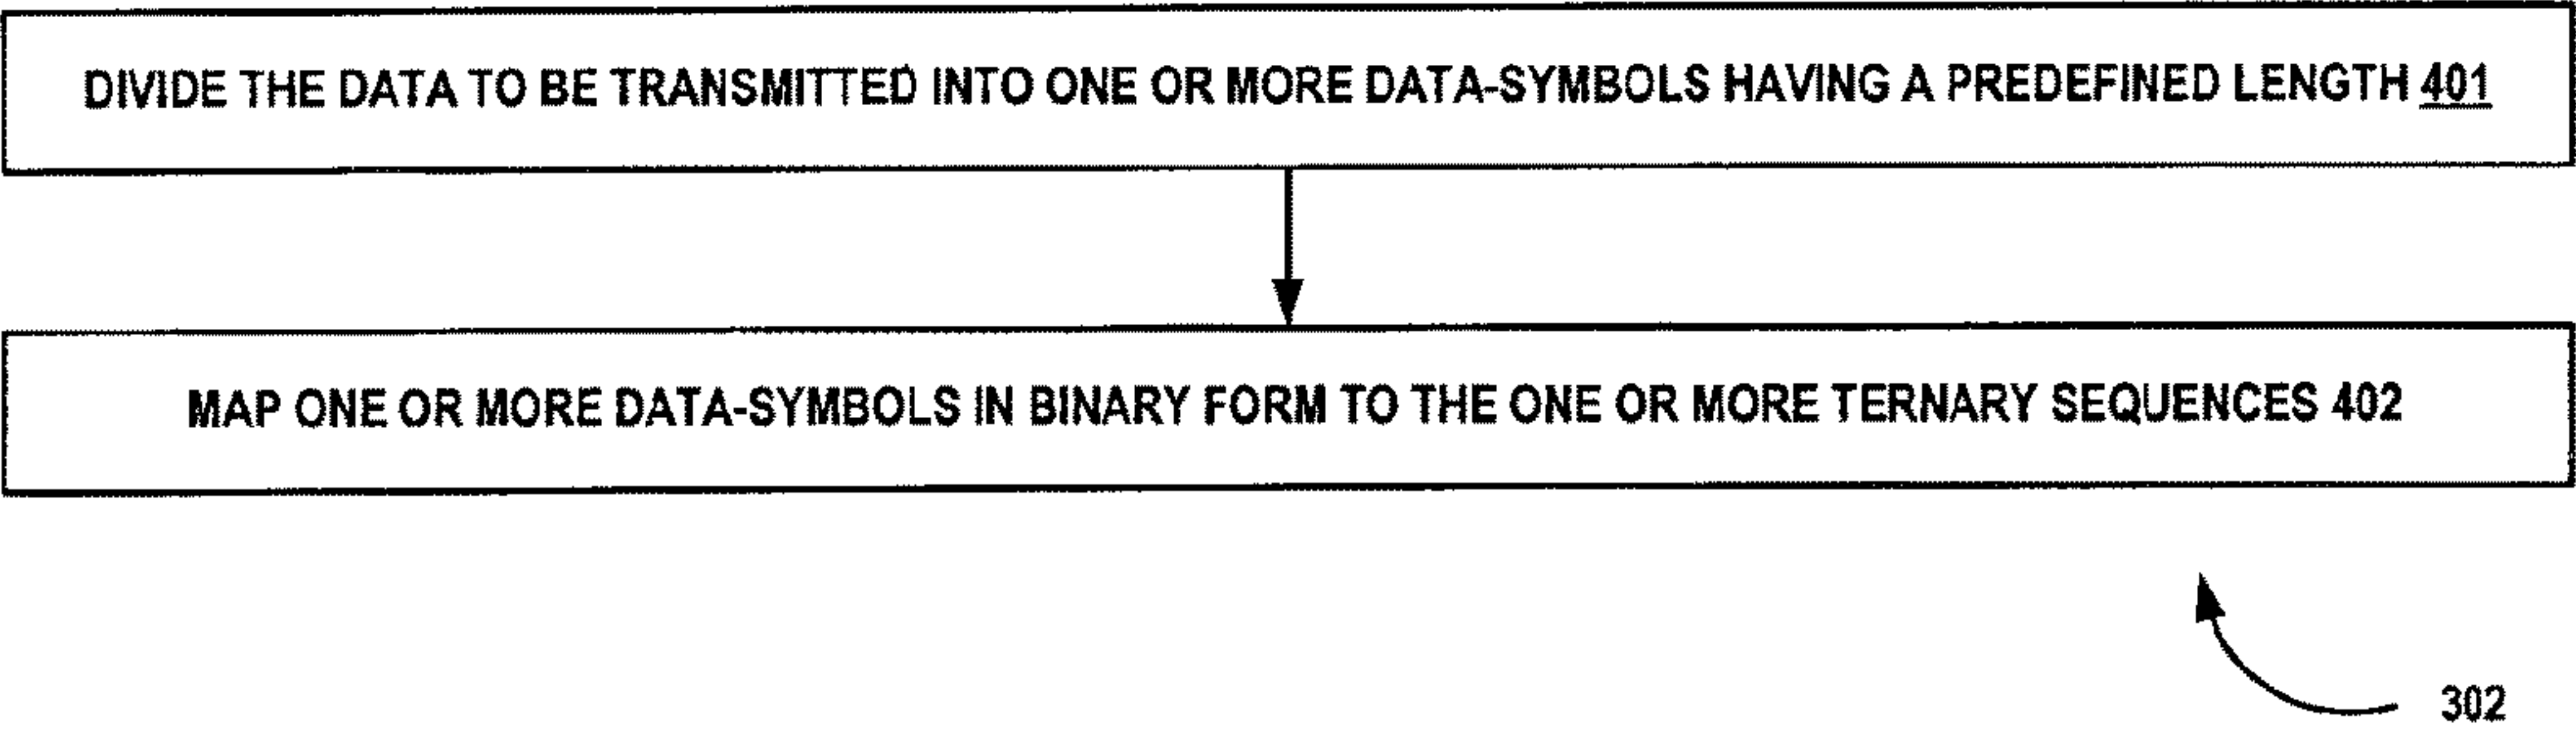 DIVIDE THE DATA TO BE TRANSMITTED INTO ONE OR MORE DATA-SYMBOLS HAVING A PREDEFINED LENGTH 401
MAP ONE OR MORE DATA-SYMBOLS IN BINARY FORM TO THE ONE OR MORE TERNARY SEQUENCES 402
302